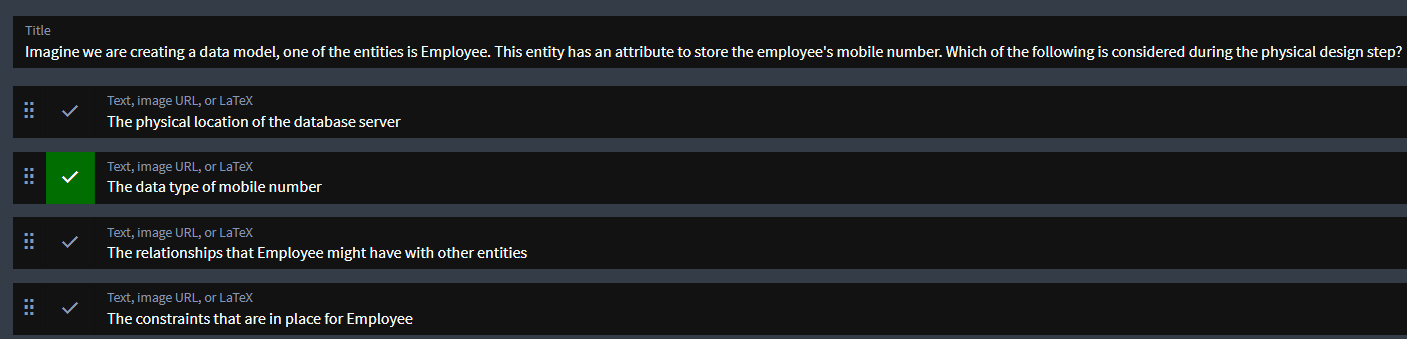 Title
Imagine we are creating a data model, one of the entities is Employee. This entity has an attribute to store the employee's mobile number. Which of the following is considered during the physical design step?
Text, image URL, or LaTeX
The physical location of the database server
Text, image URL, or LaTeX
The data type of mobile number
Text, image URL, or LaTeX
The relationships that Employee might have with other entities
Text, image URL, or LaTeX
The constraints that are in place for Employee